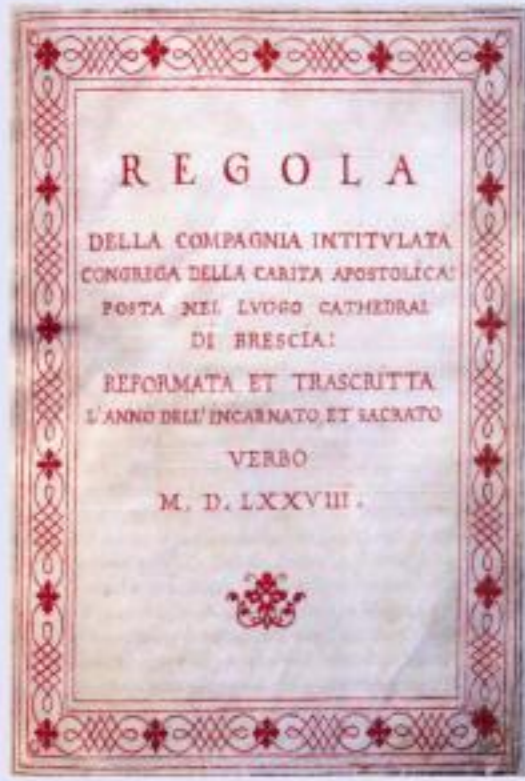 REGOLA
DELLA COMPAGNIA INTITVLATA
CONGREGA DELLA CARITA APOSTOLICA:
POSTA NEL LVOGO CATHEDRAL
DI BRESCIA:
REFORMATA ET TRASCRITTA
L'ANNO DELL'INCARNATO, ET SACRATO
VERBO
M. D. LXXVIII.